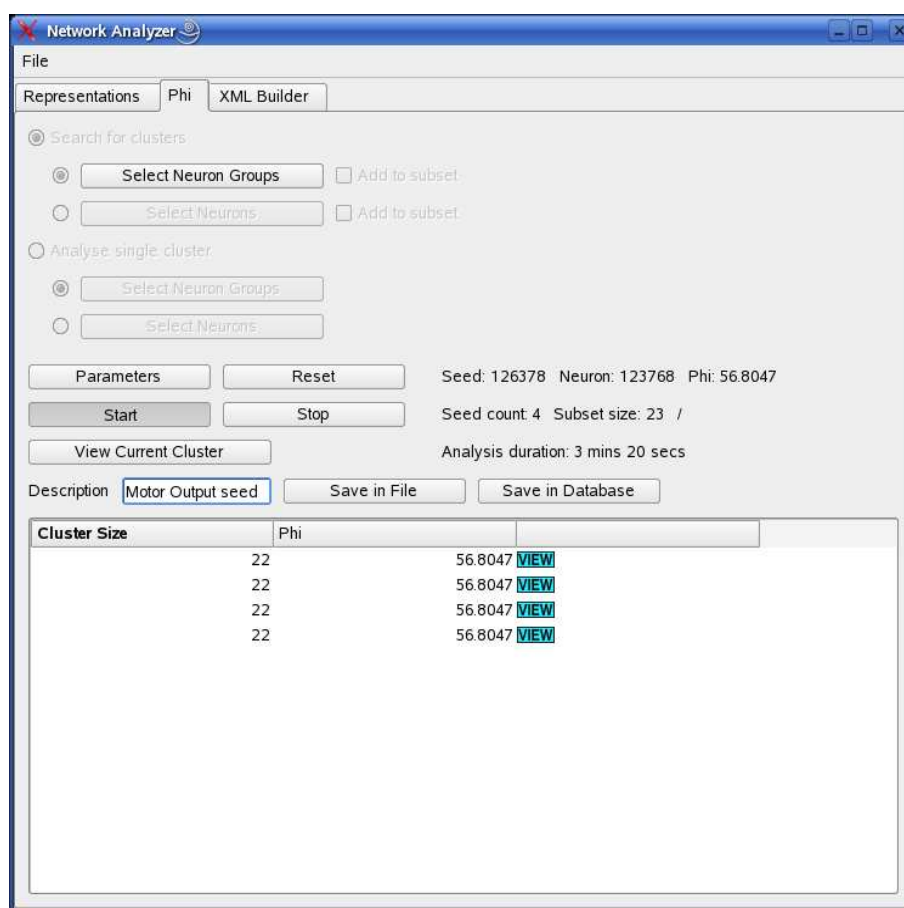 Network Analyzer
File
Representations Phi XML Builder
Search for clusters
Select Neuron Groups Add to subset
Select Neurons Add to subset
Analyse single cluster
Select Neuron Groups
Select Neurons
Parameters Reset Seed: 126378 Neuron: 123768 Phi: 56.8047
Start Stop Seed count: 4 Subset size: 23 /
View Current Cluster Analysis duration: 3 mins 20 secs
Description Motor Output seed Save in File Save in Database
Cluster Size Phi
22 56.8047 VIEW
22 56.8047 VIEW
22 56.8047 VIEW
22 56.8047 VIEW